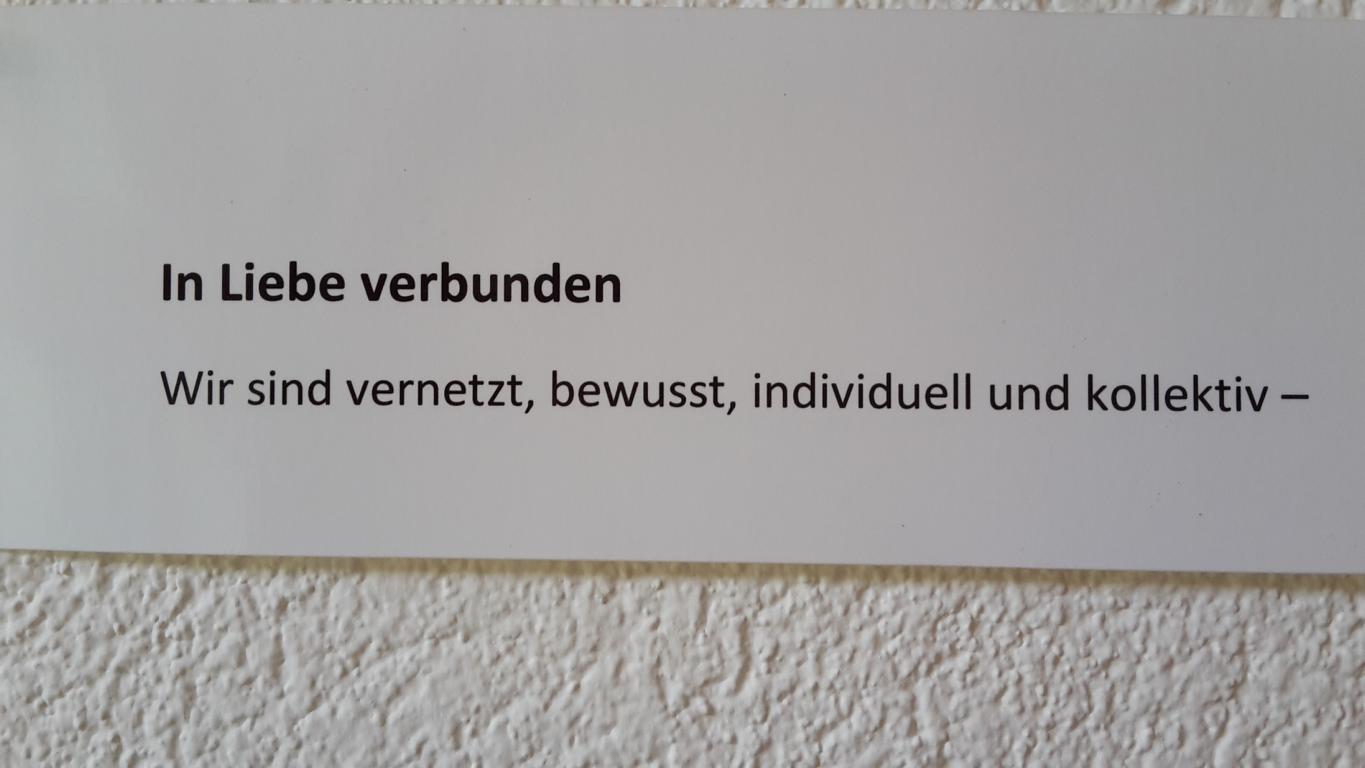 In Liebe verbunden
Wir sind vernetzt, bewusst, individuell und kollektiv –